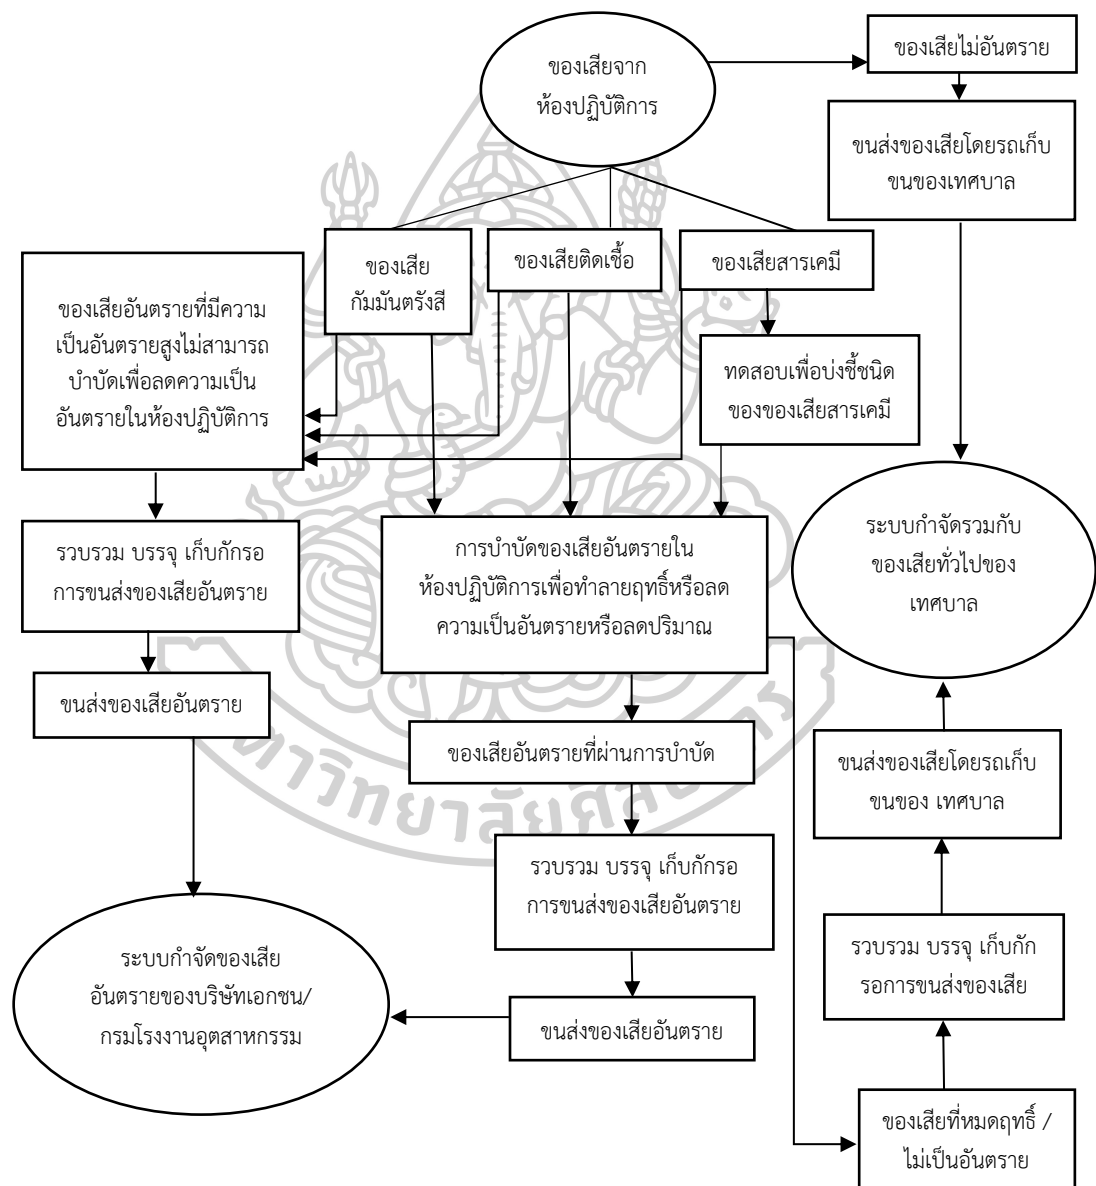 ของเสียจาก
ห้องปฏิบัติการ
ของเสียไม่อันตราย
ขนส่งของเสียโดยรถเก็บ
ขนของเทศบาล
ของเสีย
กัมมันตรังสี
ของเสียติดเชื้อ
ของเสียสารเคมี
ของเสียอันตรายที่มีความ
เป็นอันตรายสูงไม่สามารถ
บำบัดเพื่อลดความเป็น
อันตรายในห้องปฏิบัติการ
ทดสอบเพื่อบ่งชี้ชนิด
ของของเสียสารเคมี
รวบรวม บรรจุ เก็บกักรอ
การขนส่งของเสียอันตราย
การบำบัดของเสียอันตรายใน
ห้องปฏิบัติการเพื่อทำลายฤทธิ์หรือลด
ความเป็นอันตรายหรือลดปริมาณ
ระบบกำจัดรวมกับ
ของเสียทั่วไปของ
เทศบาล
ขนส่งของเสียอันตราย
ของเสียอันตรายที่ผ่านการบำบัด
ขนส่งของเสียโดยรถเก็บ
ขนของ เทศบาล
รวบรวม บรรจุ เก็บกักรอ
การขนส่งของเสียอันตราย
รวบรวม บรรจุ เก็บกัก
รอการขนส่งของเสีย
ระบบกำจัดของเสีย
อันตรายของบริษัทเอกชน/
กรมโรงงานอุตสาหกรรม
ขนส่งของเสียอันตราย
ของเสียที่หมดฤทธิ์ /
ไม่เป็นอันตราย